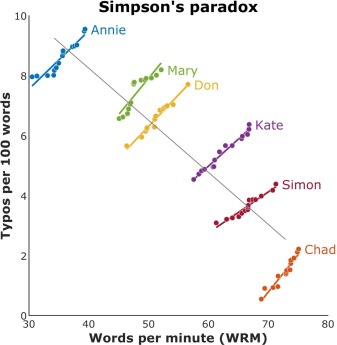 Simpson's paradox
Typos per 100 words
10
8
6
4
2
0
Annie
Mary
Don
Kate
Simon
Chad
30
40
50
60
70
80
Words per minute (WRM)